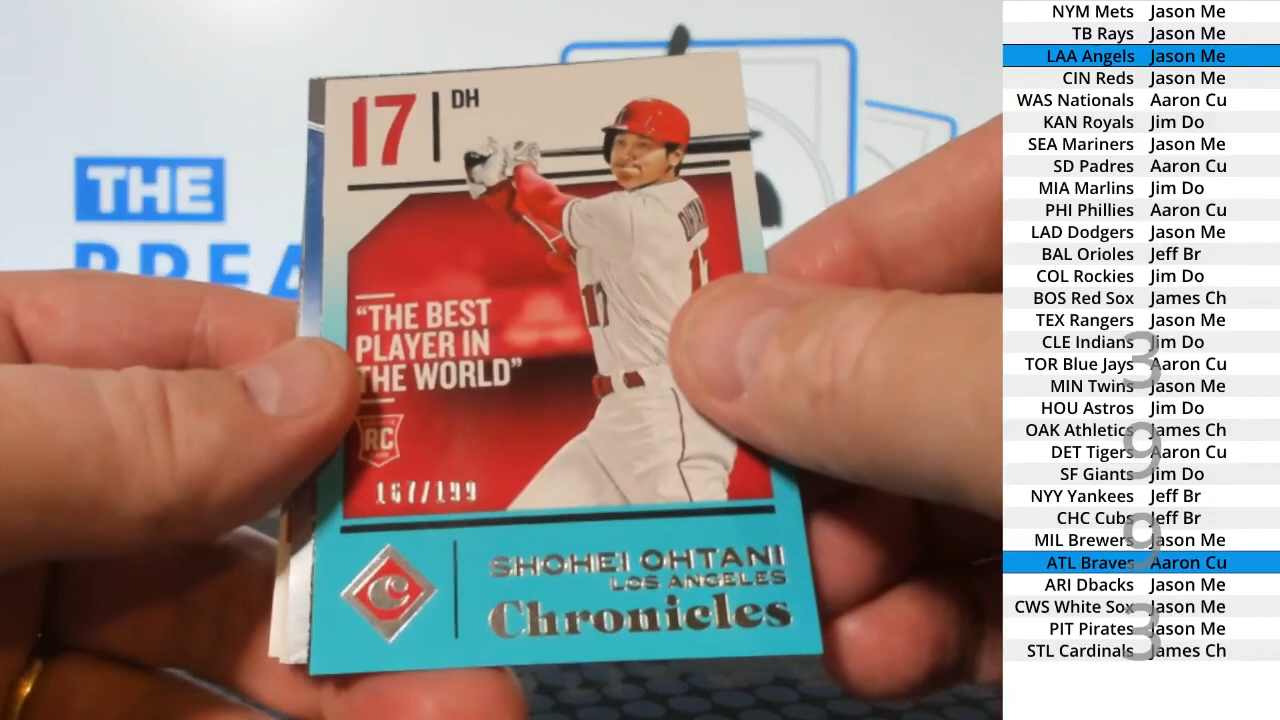 THE
BREA
17 DH
"THE BEST
PLAYER IN
THE WORLD"
RC
167/199
OHTANI
17
SHOHEI OHTANI
LOS ANGELES
Chronicles
NYM Mets Jason Me
TB Rays Jason Me
LAA Angels Jason Me
CIN Reds Jason Me
WAS Nationals Aaron Cu
KAN Royals Jim Do
SEA Mariners Jason Me
SD Padres Aaron Cu
MIA Marlins Jim Do
PHI Phillies Aaron Cu
LAD Dodgers Jason Me
BAL Orioles Jeff Br
COL Rockies Jim Do
BOS Red Sox James Ch
TEX Rangers Jason Me
CLE Indians Jim Do
TOR Blue Jays Aaron Cu
MIN Twins Jason Me
HOU Astros Jim Do
OAK Athletics James Ch
DET Tigers Aaron Cu
SF Giants Jim Do
NYY Yankees Jeff Br
CHC Cubs Jeff Br
MIL Brewers Jason Me
ATL Braves Aaron Cu
ARI Dbacks Jason Me
CWS White Sox Jason Me
PIT Pirates Jason Me
STL Cardinals James Ch
3
9
9
3